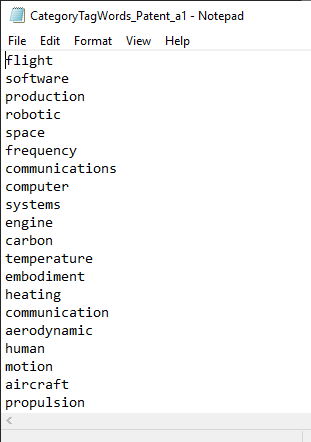 CategoryTagWords_Patent_a1 - Notepad
File Edit Format View Help
flight
software
production
robotic
space
frequency
communications
computer
systems
engine
carbon
temperature
embodiment
heating
communication
aerodynamic
human
motion
aircraft
propulsion